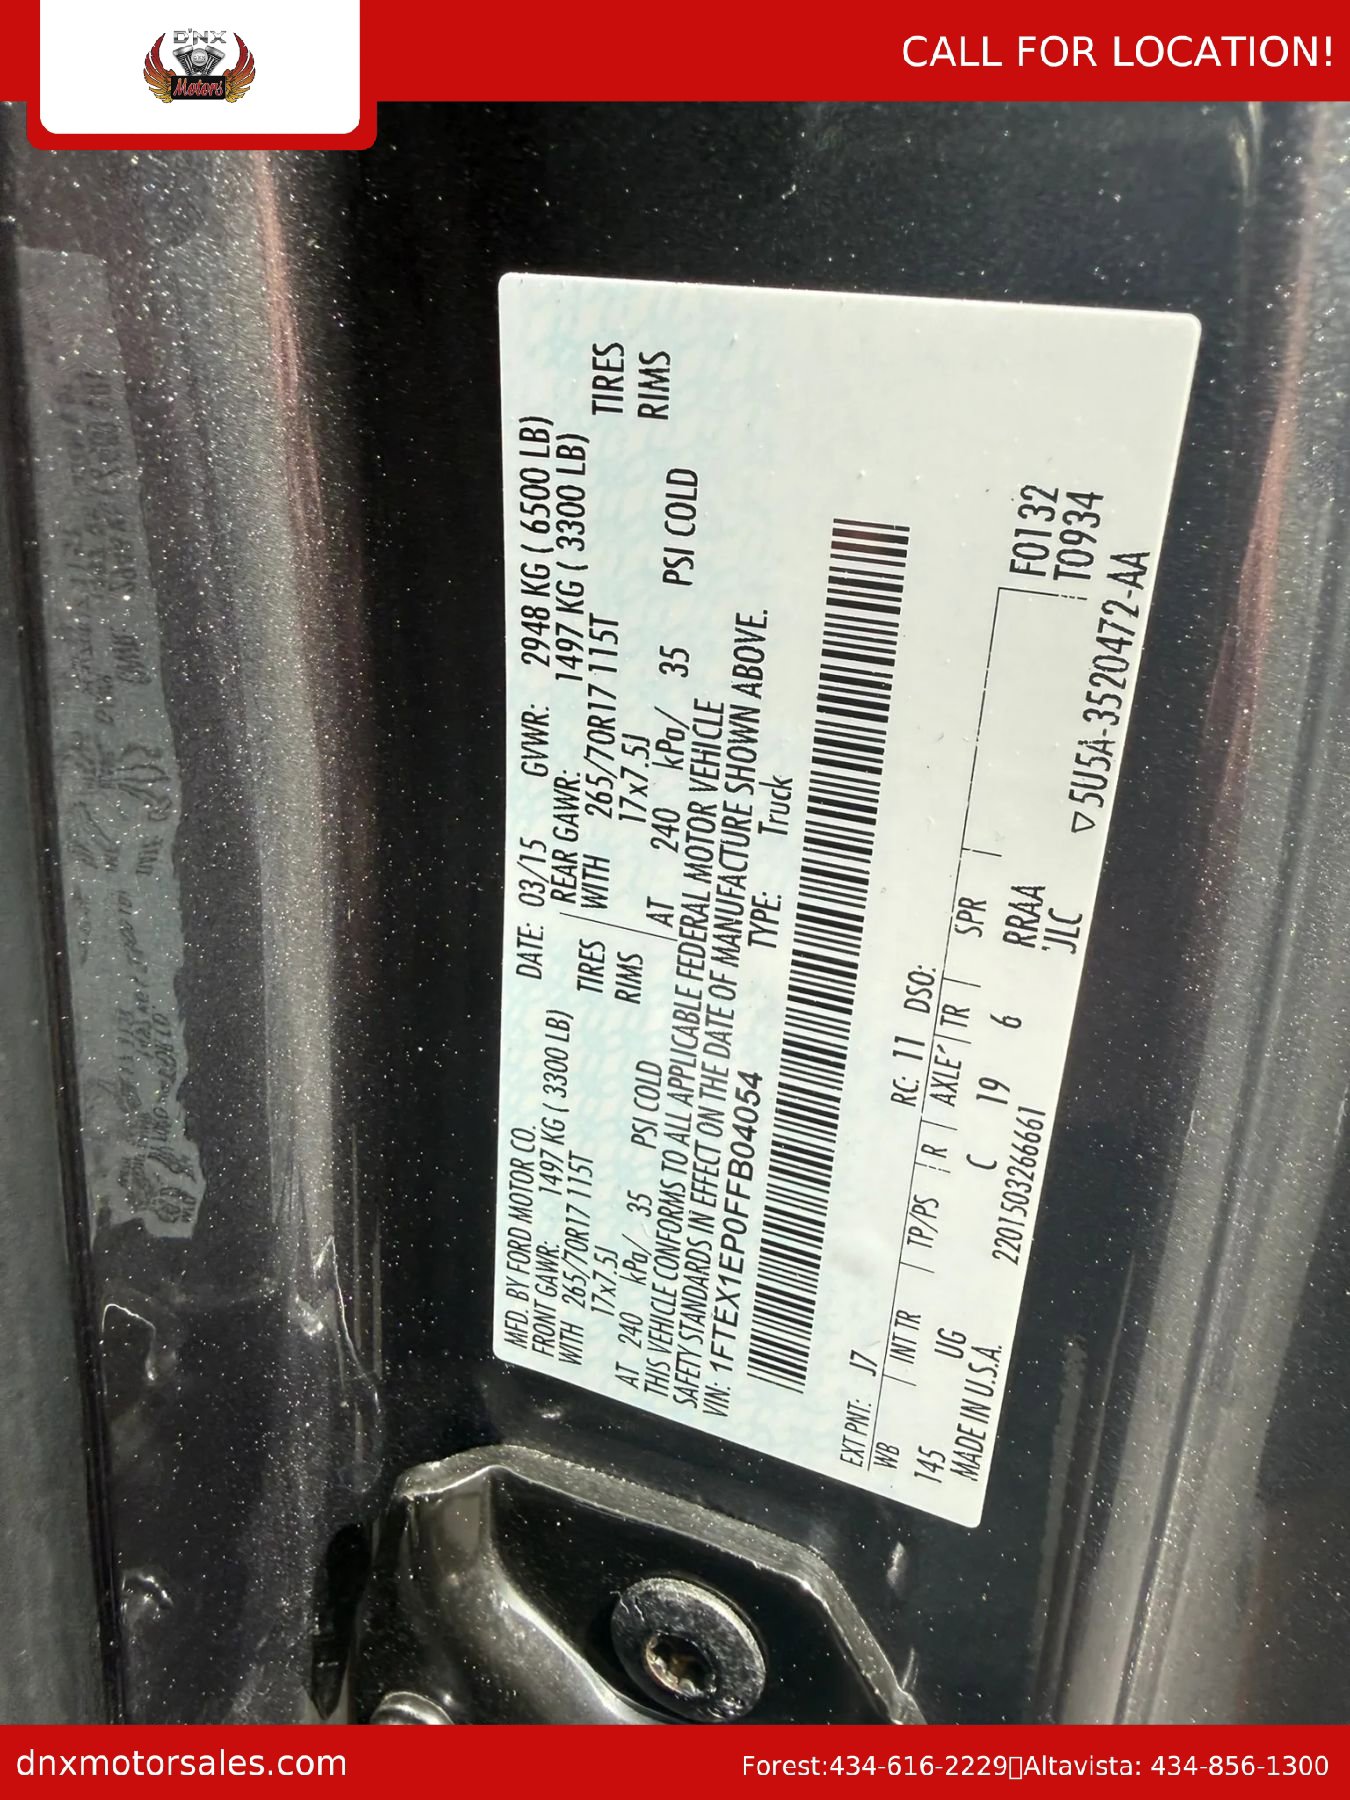 D'NX
Motors
CALL FOR LOCATION!
MFD. BY FORD MOTOR CO.
DATE: 03/15 GVWR: 2948 KG ( 6500 LB)
FRONT GAWR: 1497 KG ( 3300 LB) REAR GAWR: 1497 KG ( 3300 LB)
WITH 265/70R17 115T TIRES WITH 265/70R17 115T TIRES
17x7.5J RIMS 17x7.5J RIMS
AT 240 kPa/ 35 PSI COLD AT 240 kPa/ 35 PSI COLD
THIS VEHICLE CONFORMS TO ALL APPLICABLE FEDERAL MOTOR VEHICLE
SAFETY STANDARDS IN EFFECT ON THE DATE OF MANUFACTURE SHOWN ABOVE.
VIN: 1FTEX1EP0FFB04054 TYPE: Truck
EXT PNT: J7 RC: 11 DSO:
WB INT TR TP/PS R AXLE TR SPR
145 UG C 19 6 RRAA
F0132
T0934
MADE IN U.S.A. 2201503266661 'JLC ▽5U5A-3520472-AA
dnxmotorsales.com
Forest:434-616-2229▯Altavista: 434-856-1300